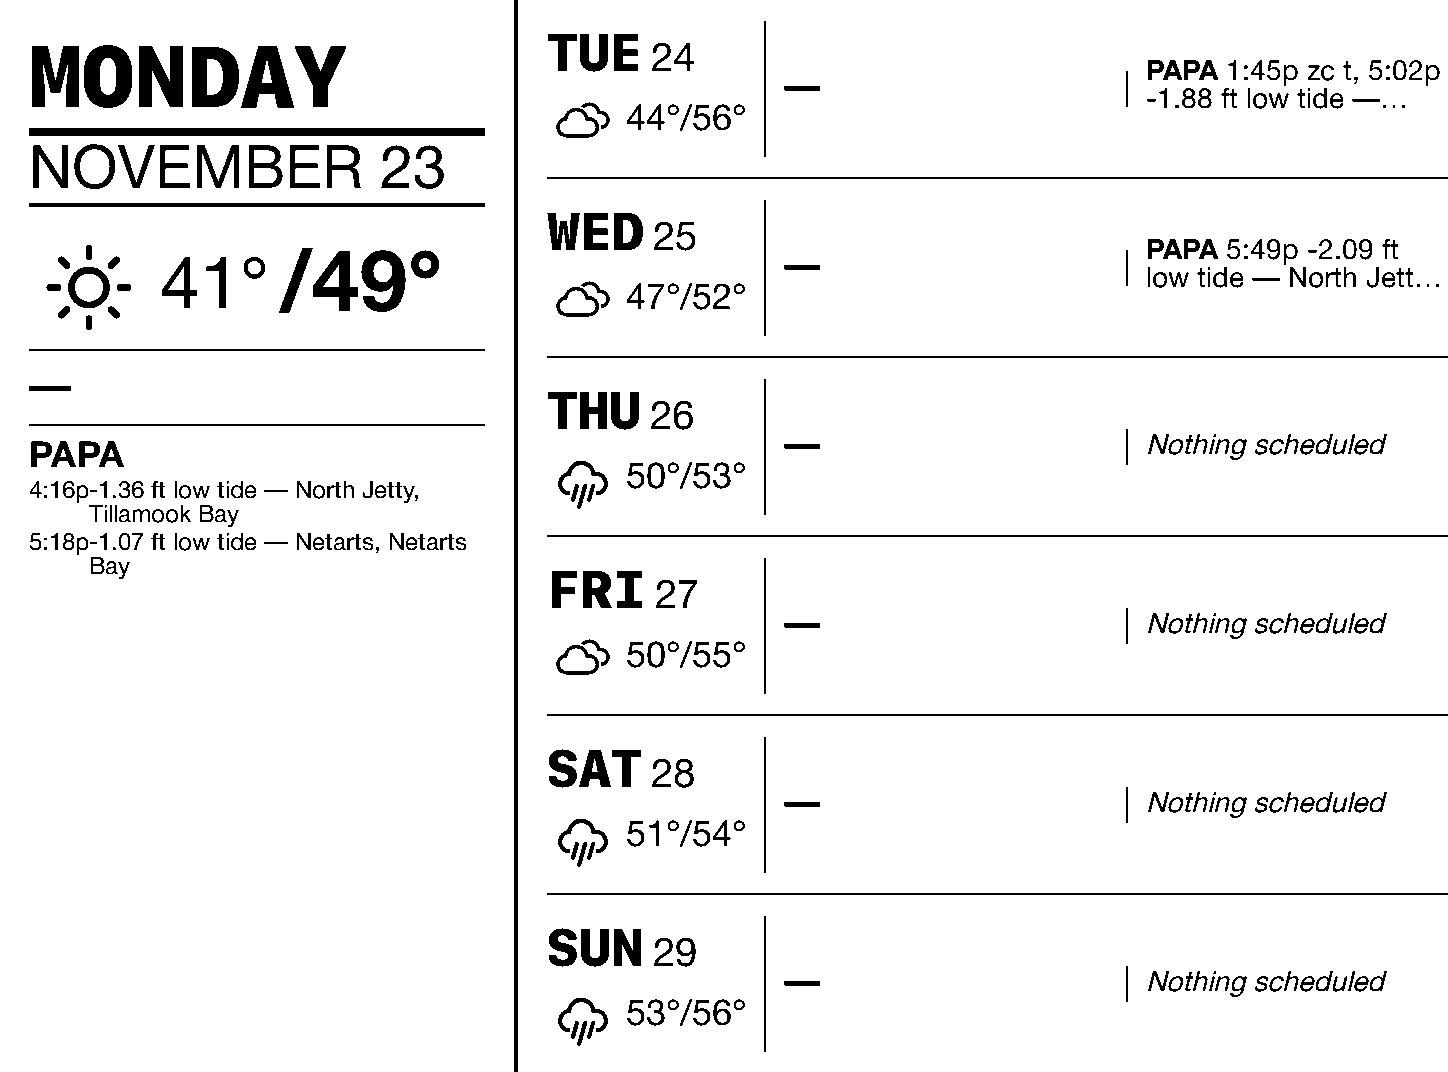 MONDAY
NOVEMBER 23
41° /49°
—
PAPA
4:16p-1.36 ft low tide — North Jetty,
Tillamook Bay
5:18p-1.07 ft low tide — Netarts, Netarts
Bay
TUE 24
44°/56°
—
PAPA 1:45p zc t, 5:02p
-1.88 ft low tide —…
WED 25
47°/52°
—
PAPA 5:49p -2.09 ft
low tide — North Jett…
THU 26
50°/53°
—
Nothing scheduled
FRI 27
50°/55°
—
Nothing scheduled
SAT 28
51°/54°
—
Nothing scheduled
SUN 29
53°/56°
—
Nothing scheduled